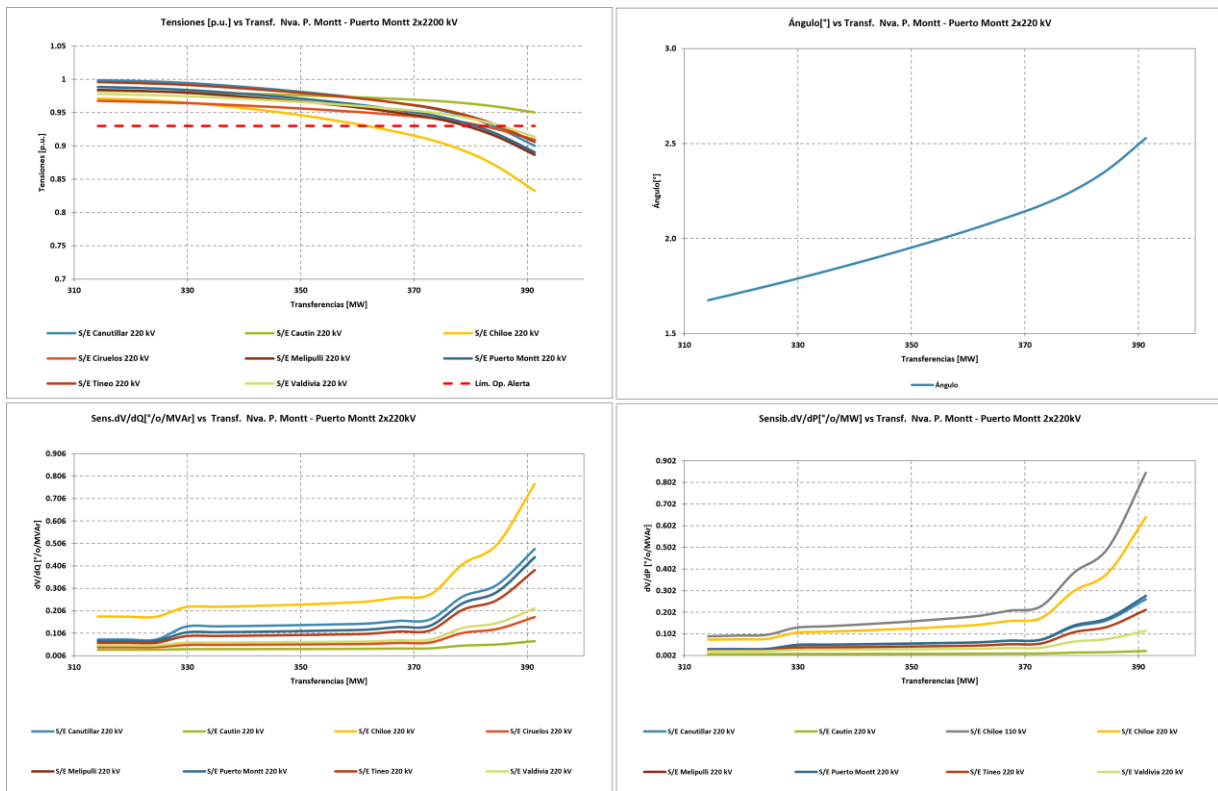 Tensiones [p.u.] vs Transf. Nva. P. Montt - Puerto Montt 2x2200 kV
1.05
1
0.95
0.9
0.85
0.8
0.75
0.7
Tensiones [p.u.]
310 330 350 370 390
Transferencias [MW]
S/E Canutillar 220 kV S/E Cautin 220 kV S/E Chiloe 220 kV
S/E Ciruelos 220 kV S/E Melipulli 220 kV S/E Puerto Montt 220 kV
S/E Tineo 220 kV S/E Valdivia 220 kV Lím. Op. Alerta
Ángulo[°] vs Transf. Nva. P. Montt - Puerto Montt 2x220 kV
3.0
2.5
2.0
1.5
Ángulo[°]
310 330 350 370 390
Transferencias [MW]
Ángulo
Sens.dV/dQ[°/o/MVAr] vs Transf. Nva. P. Montt - Puerto Montt 2x220kV
0.906
0.806
0.706
0.606
0.506
0.406
0.306
0.206
0.106
0.006
dV/dQ [°/o/MVAr]
310 330 350 370 390
Transferencias [MW]
S/E Canutillar 220 kV S/E Cautin 220 kV S/E Chiloe 220 kV S/E Ciruelos 220 kV
S/E Melipulli 220 kV S/E Puerto Montt 220 kV S/E Tineo 220 kV S/E Valdivia 220 kV
Sensib.dV/dP[°/o/MW] vs Transf. Nva. P. Montt - Puerto Montt 2x220kV
0.902
0.802
0.702
0.602
0.502
0.402
0.302
0.202
0.102
0.002
dV/dP [°/o/MVAr]
310 330 350 370 390
Transferencias [MW]
S/E Canutillar 220 kV S/E Cautin 220 kV S/E Chiloe 110 kV S/E Chiloe 220 kV
S/E Melipulli 220 kV S/E Puerto Montt 220 kV S/E Tineo 220 kV S/E Valdivia 220 kV